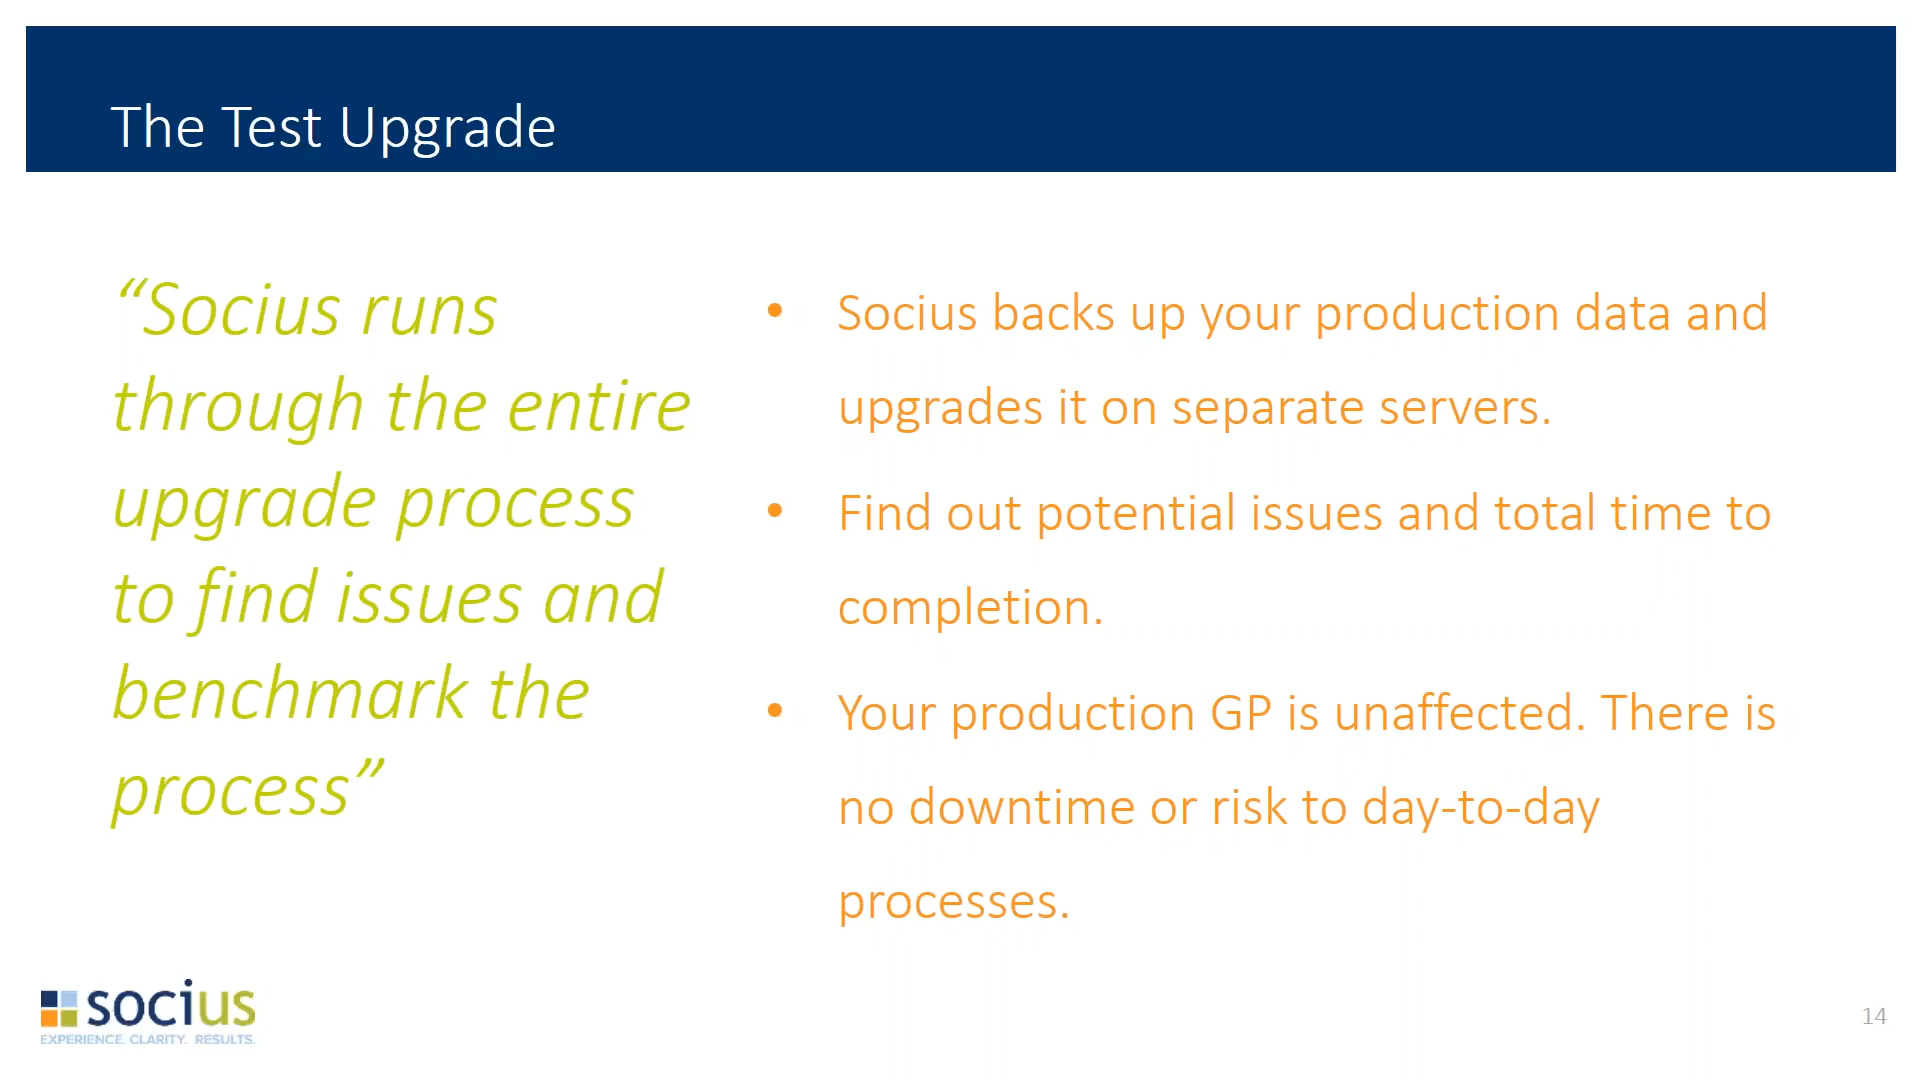 The Test Upgrade
“Socius runs
through the entire
upgrade process
to find issues and
benchmark the
process”
• Socius backs up your production data and
upgrades it on separate servers.
• Find out potential issues and total time to
completion.
• Your production GP is unaffected. There is
no downtime or risk to day-to-day
processes.
socius
EXPERIENCE. CLARITY. RESULTS.
14